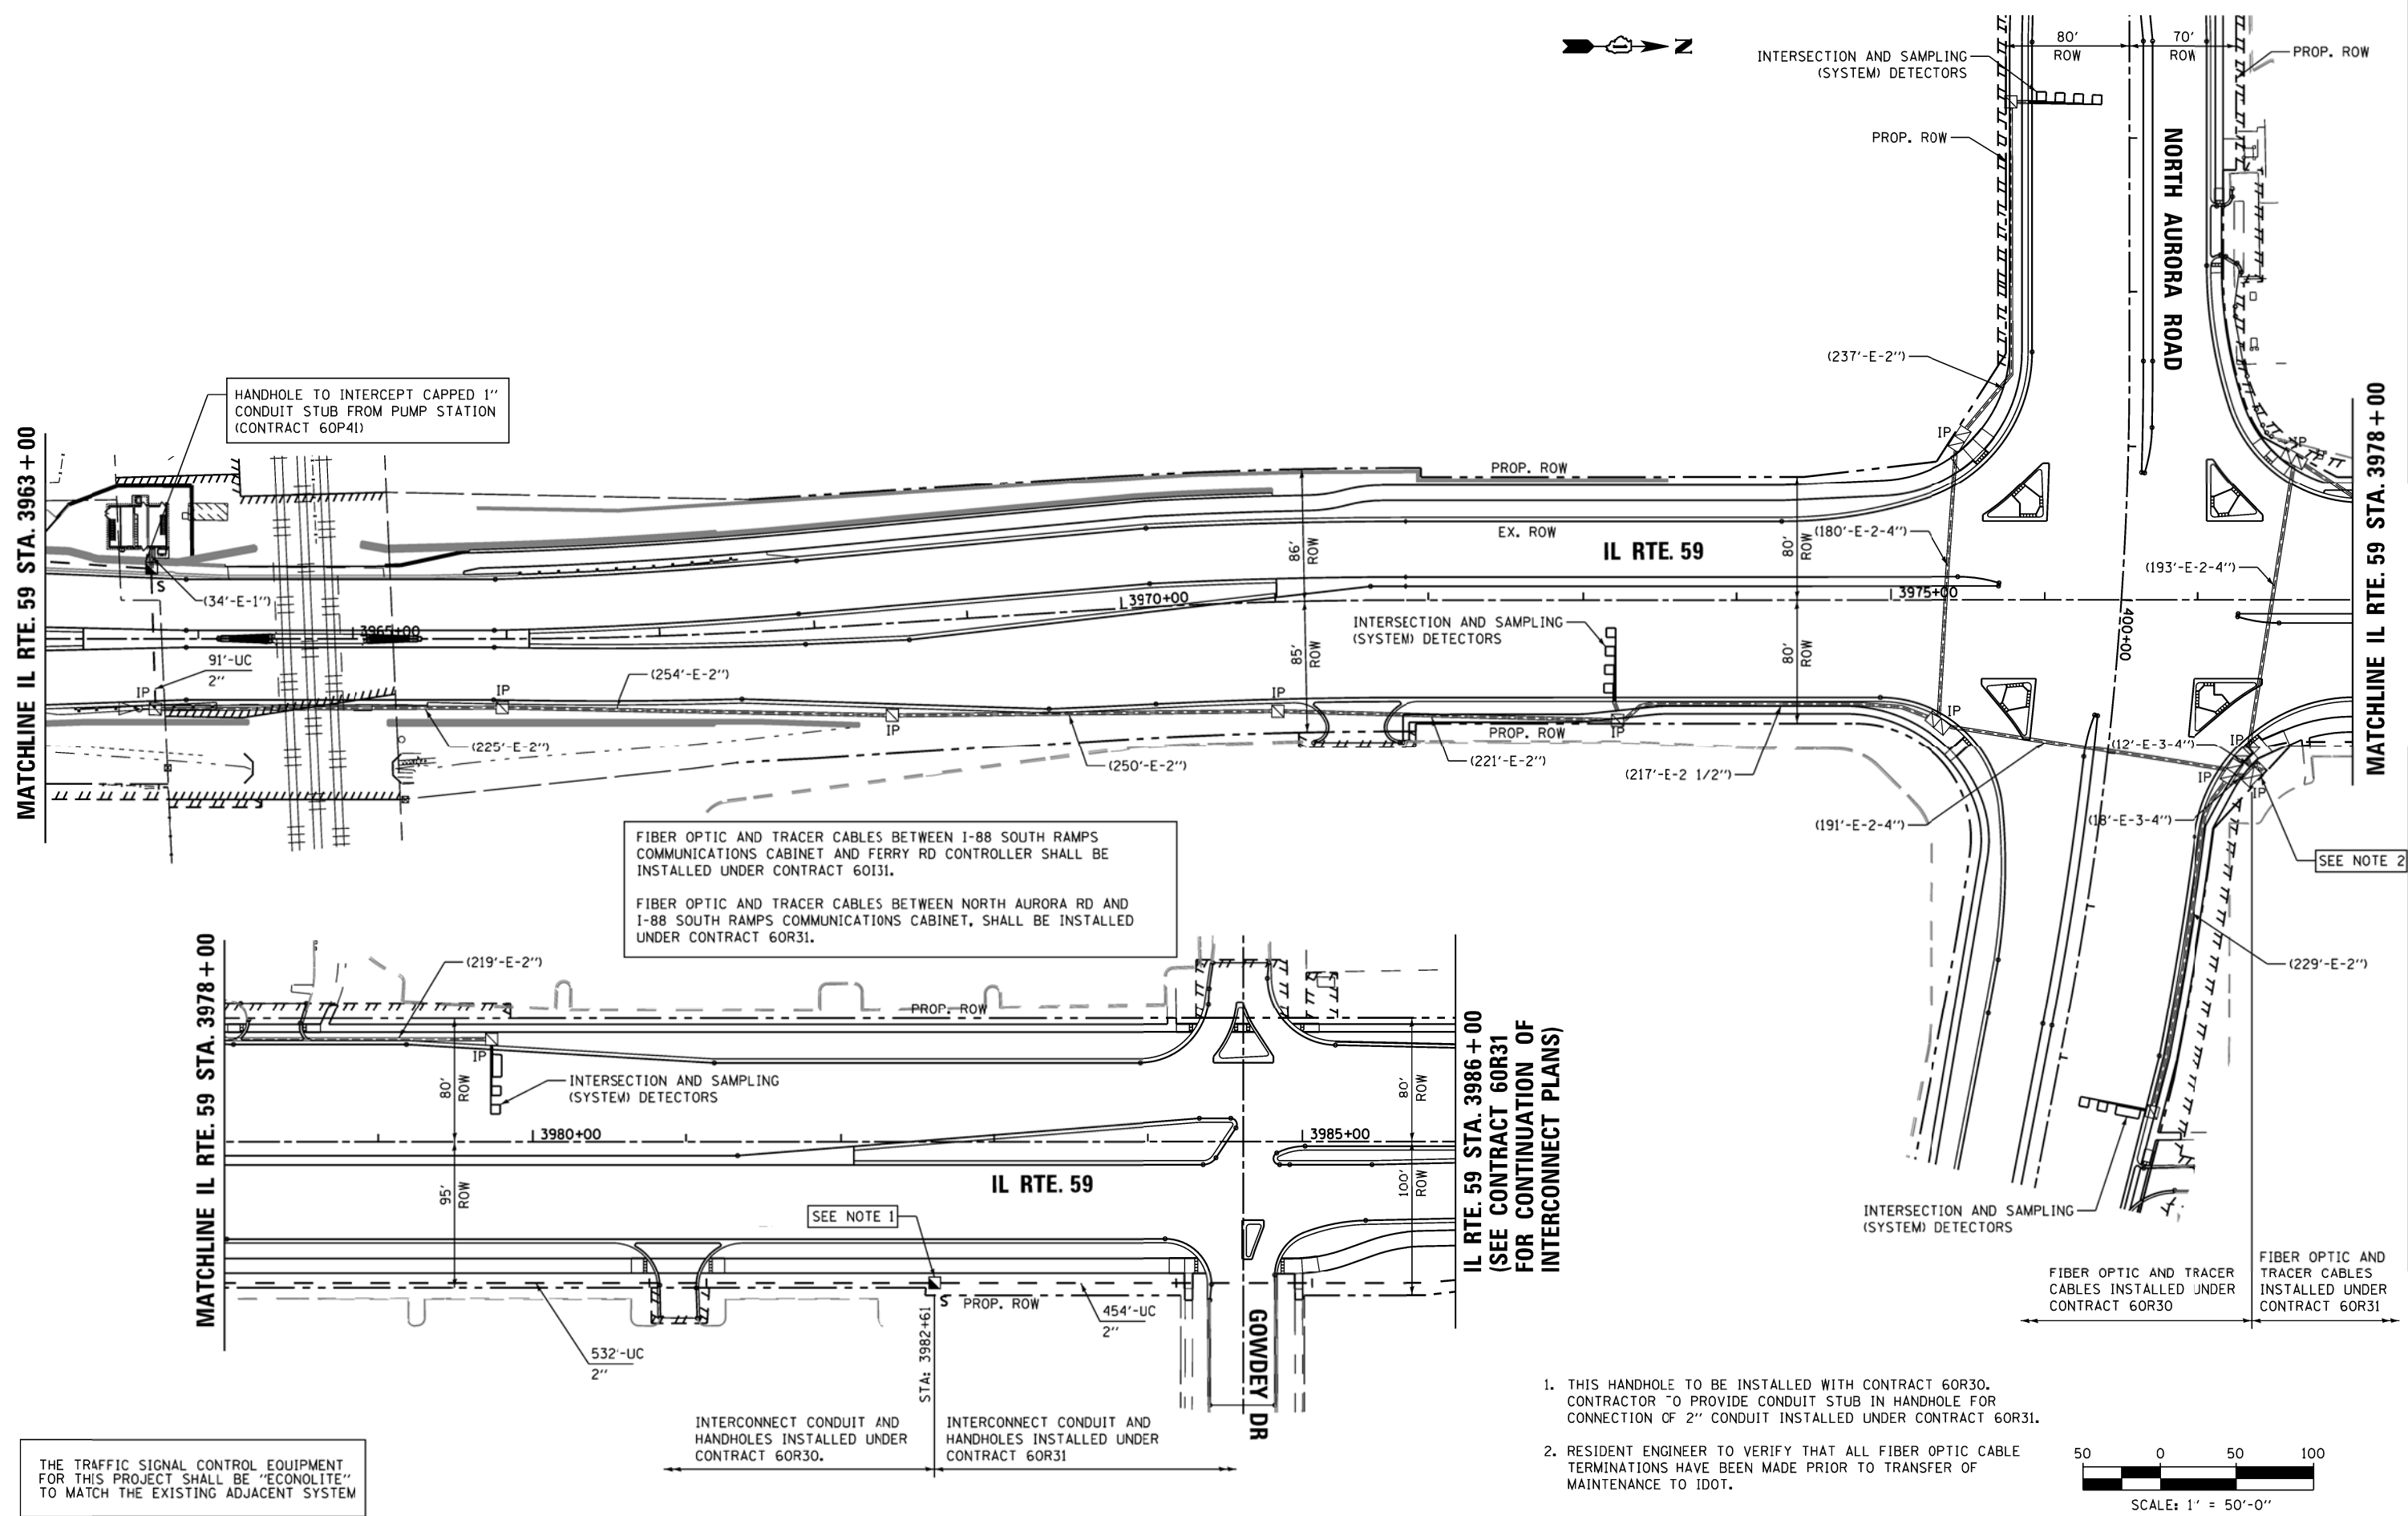 N
INTERSECTION AND SAMPLING
(SYSTEM) DETECTORS
80'
ROW
70'
ROW
PROP. ROW
PROP. ROW
NORTH AURORA ROAD
(237'-E-2")
IP
IP
HANDHOLE TO INTERCEPT CAPPED 1"
CONDUIT STUB FROM PUMP STATION
(CONTRACT 60P41)
MATCHLINE IL RTE. 59 STA. 3963+00
MATCHLINE IL RTE. 59 STA. 3978+00
PROP. ROW
EX. ROW
IL RTE. 59
86'
ROW
80'
ROW
(180'-E-2-4")
(193'-E-2-4")
S
(34'-E-1")
3965+00
3970+00
3975+00
400+00
INTERSECTION AND SAMPLING
(SYSTEM) DETECTORS
85'
ROW
80'
ROW
91'-UC
2"
IP
IP
(254'-E-2")
IP
IP
IP
IP
(225'-E-2")
(250'-E-2")
PROP. ROW
(221'-E-2")
(217'-E-2 1/2")
(12'-E-3-4")
IP
IP
IP
(191'-E-2-4")
(18'-E-3-4")
SEE NOTE 2
(229'-E-2")
FIBER OPTIC AND TRACER CABLES BETWEEN I-88 SOUTH RAMPS
COMMUNICATIONS CABINET AND FERRY RD CONTROLLER SHALL BE
INSTALLED UNDER CONTRACT 60I31.
FIBER OPTIC AND TRACER CABLES BETWEEN NORTH AURORA RD AND
I-88 SOUTH RAMPS COMMUNICATIONS CABINET, SHALL BE INSTALLED
UNDER CONTRACT 60R31.
MATCHLINE IL RTE. 59 STA. 3978+00
(219'-E-2")
PROP. ROW
IP
INTERSECTION AND SAMPLING
(SYSTEM) DETECTORS
80'
ROW
80'
ROW
3980+00
3985+00
IL RTE. 59
95'
ROW
100'
ROW
SEE NOTE 1
S
PROP. ROW
454'-UC
2"
532'-UC
2"
STA: 3982+61
GOWDEY DR
IL RTE. 59 STA. 3986+00
(SEE CONTRACT 60R31
FOR CONTINUATION OF
INTERCONNECT PLANS)
INTERCONNECT CONDUIT AND
HANDHOLES INSTALLED UNDER
CONTRACT 60R30.
INTERCONNECT CONDUIT AND
HANDHOLES INSTALLED UNDER
CONTRACT 60R31
INTERSECTION AND SAMPLING
(SYSTEM) DETECTORS
FIBER OPTIC AND TRACER
CABLES INSTALLED UNDER
CONTRACT 60R30
FIBER OPTIC AND
TRACER CABLES
INSTALLED UNDER
CONTRACT 60R31
1. THIS HANDHOLE TO BE INSTALLED WITH CONTRACT 60R30.
CONTRACTOR TO PROVIDE CONDUIT STUB IN HANDHOLE FOR
CONNECTION OF 2" CONDUIT INSTALLED UNDER CONTRACT 60R31.
2. RESIDENT ENGINEER TO VERIFY THAT ALL FIBER OPTIC CABLE
TERMINATIONS HAVE BEEN MADE PRIOR TO TRANSFER OF
MAINTENANCE TO IDOT.
THE TRAFFIC SIGNAL CONTROL EQUIPMENT
FOR THIS PROJECT SHALL BE "ECONOLITE"
TO MATCH THE EXISTING ADJACENT SYSTEM
50 0 50 100
SCALE: 1' = 50'-0"